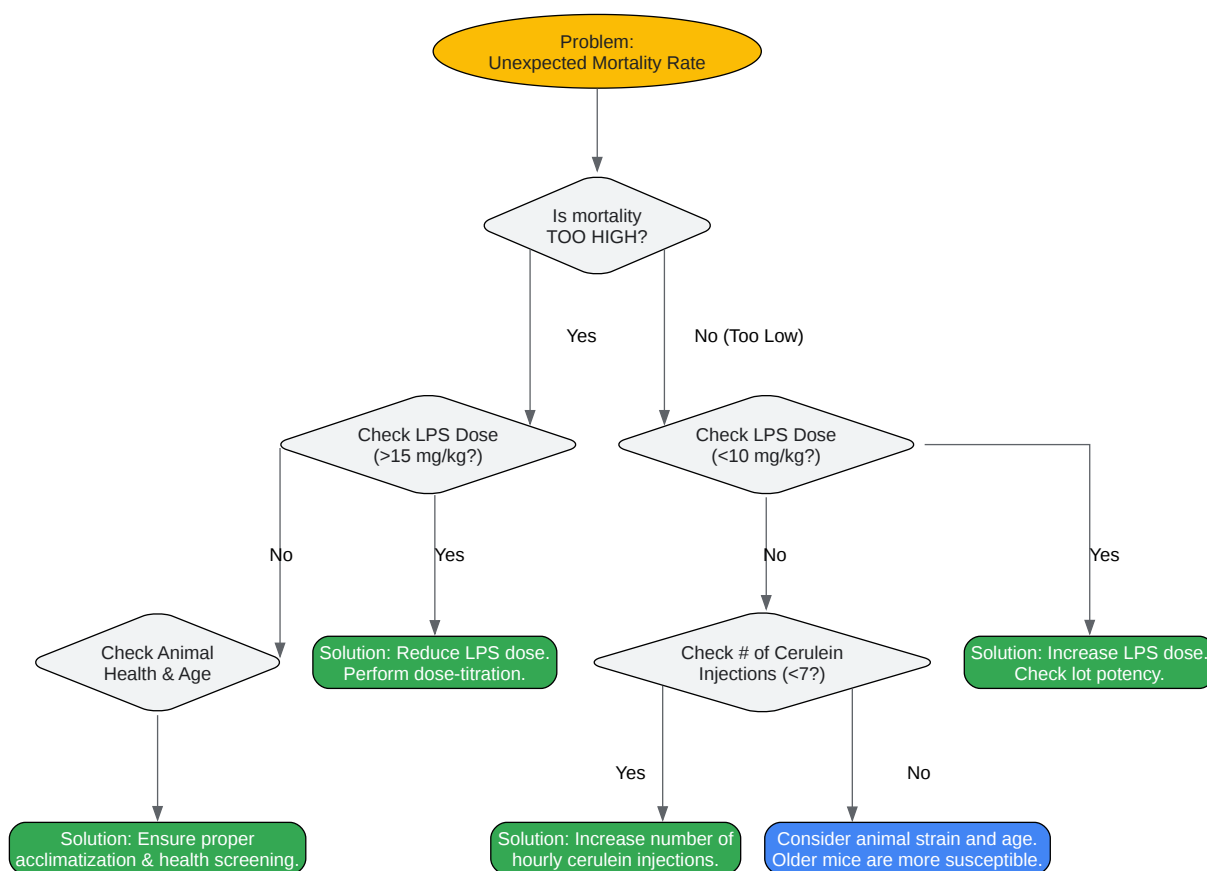 Problem:
Unexpected Mortality Rate
Is mortality
TOO HIGH?
Yes
No (Too Low)
Check LPS Dose
(>15 mg/kg?)
Check LPS Dose
(<10 mg/kg?)
No
Yes
No
Yes
Check Animal
Health & Age
Solution: Reduce LPS dose.
Perform dose-titration.
Check # of Cerulein
Injections (<7?)
Solution: Increase LPS dose.
Check lot potency.
Yes
No
Solution: Ensure proper
acclimatization & health screening.
Solution: Increase number of
hourly cerulein injections.
Consider animal strain and age.
Older mice are more susceptible.